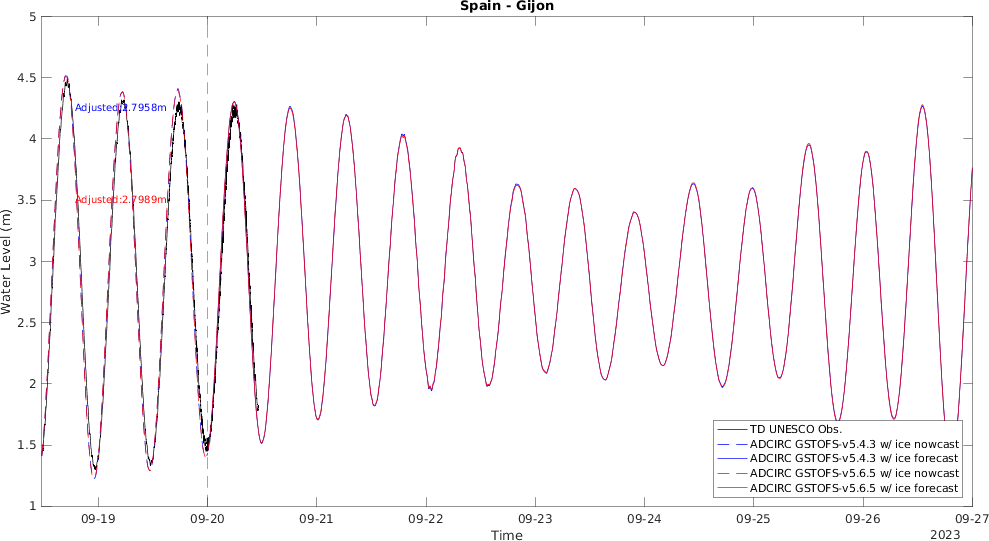 Spain - Gijon
5
4.5
4
3.5
3
2.5
2
1.5
1
Water Level (m)
Adjusted:2.7958m
Adjusted:2.7989m
TD UNESCO Obs.
ADCIRC GSTOFS-v5.4.3 w/ ice nowcast
ADCIRC GSTOFS-v5.4.3 w/ ice forecast
ADCIRC GSTOFS-v5.6.5 w/ ice nowcast
ADCIRC GSTOFS-v5.6.5 w/ ice forecast
09-19 09-20 09-21 09-22 09-23 09-24 09-25 09-26 09-27
Time
2023